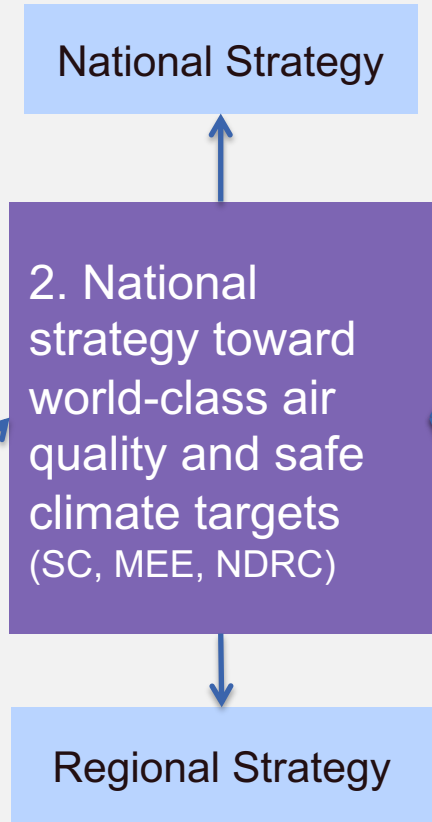 National Strategy
2. National
strategy toward
world-class air
quality and safe
climate targets
(SC, MEE, NDRC)
Regional Strategy